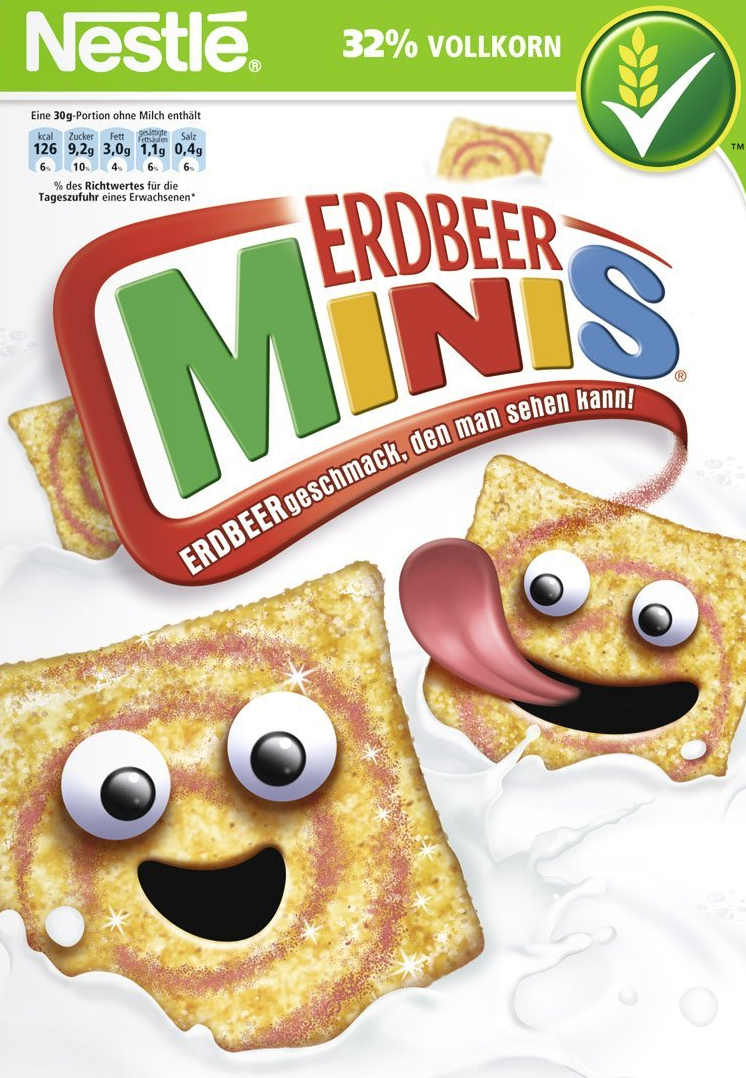 Nestlé®
32% VOLLKORN
™
Eine 30g-Portion ohne Milch enthält
kcal 126 6%
Zucker 9,2g 10%
Fett 3,0g 4%
gesättigte Fettsäuren 1,1g 6%
Salz 0,4g 6%
% des Richtwertes für die
Tageszufuhr eines Erwachsenen*
ERDBEER
MINIS®
ERDBEERgeschmack, den man sehen kann!